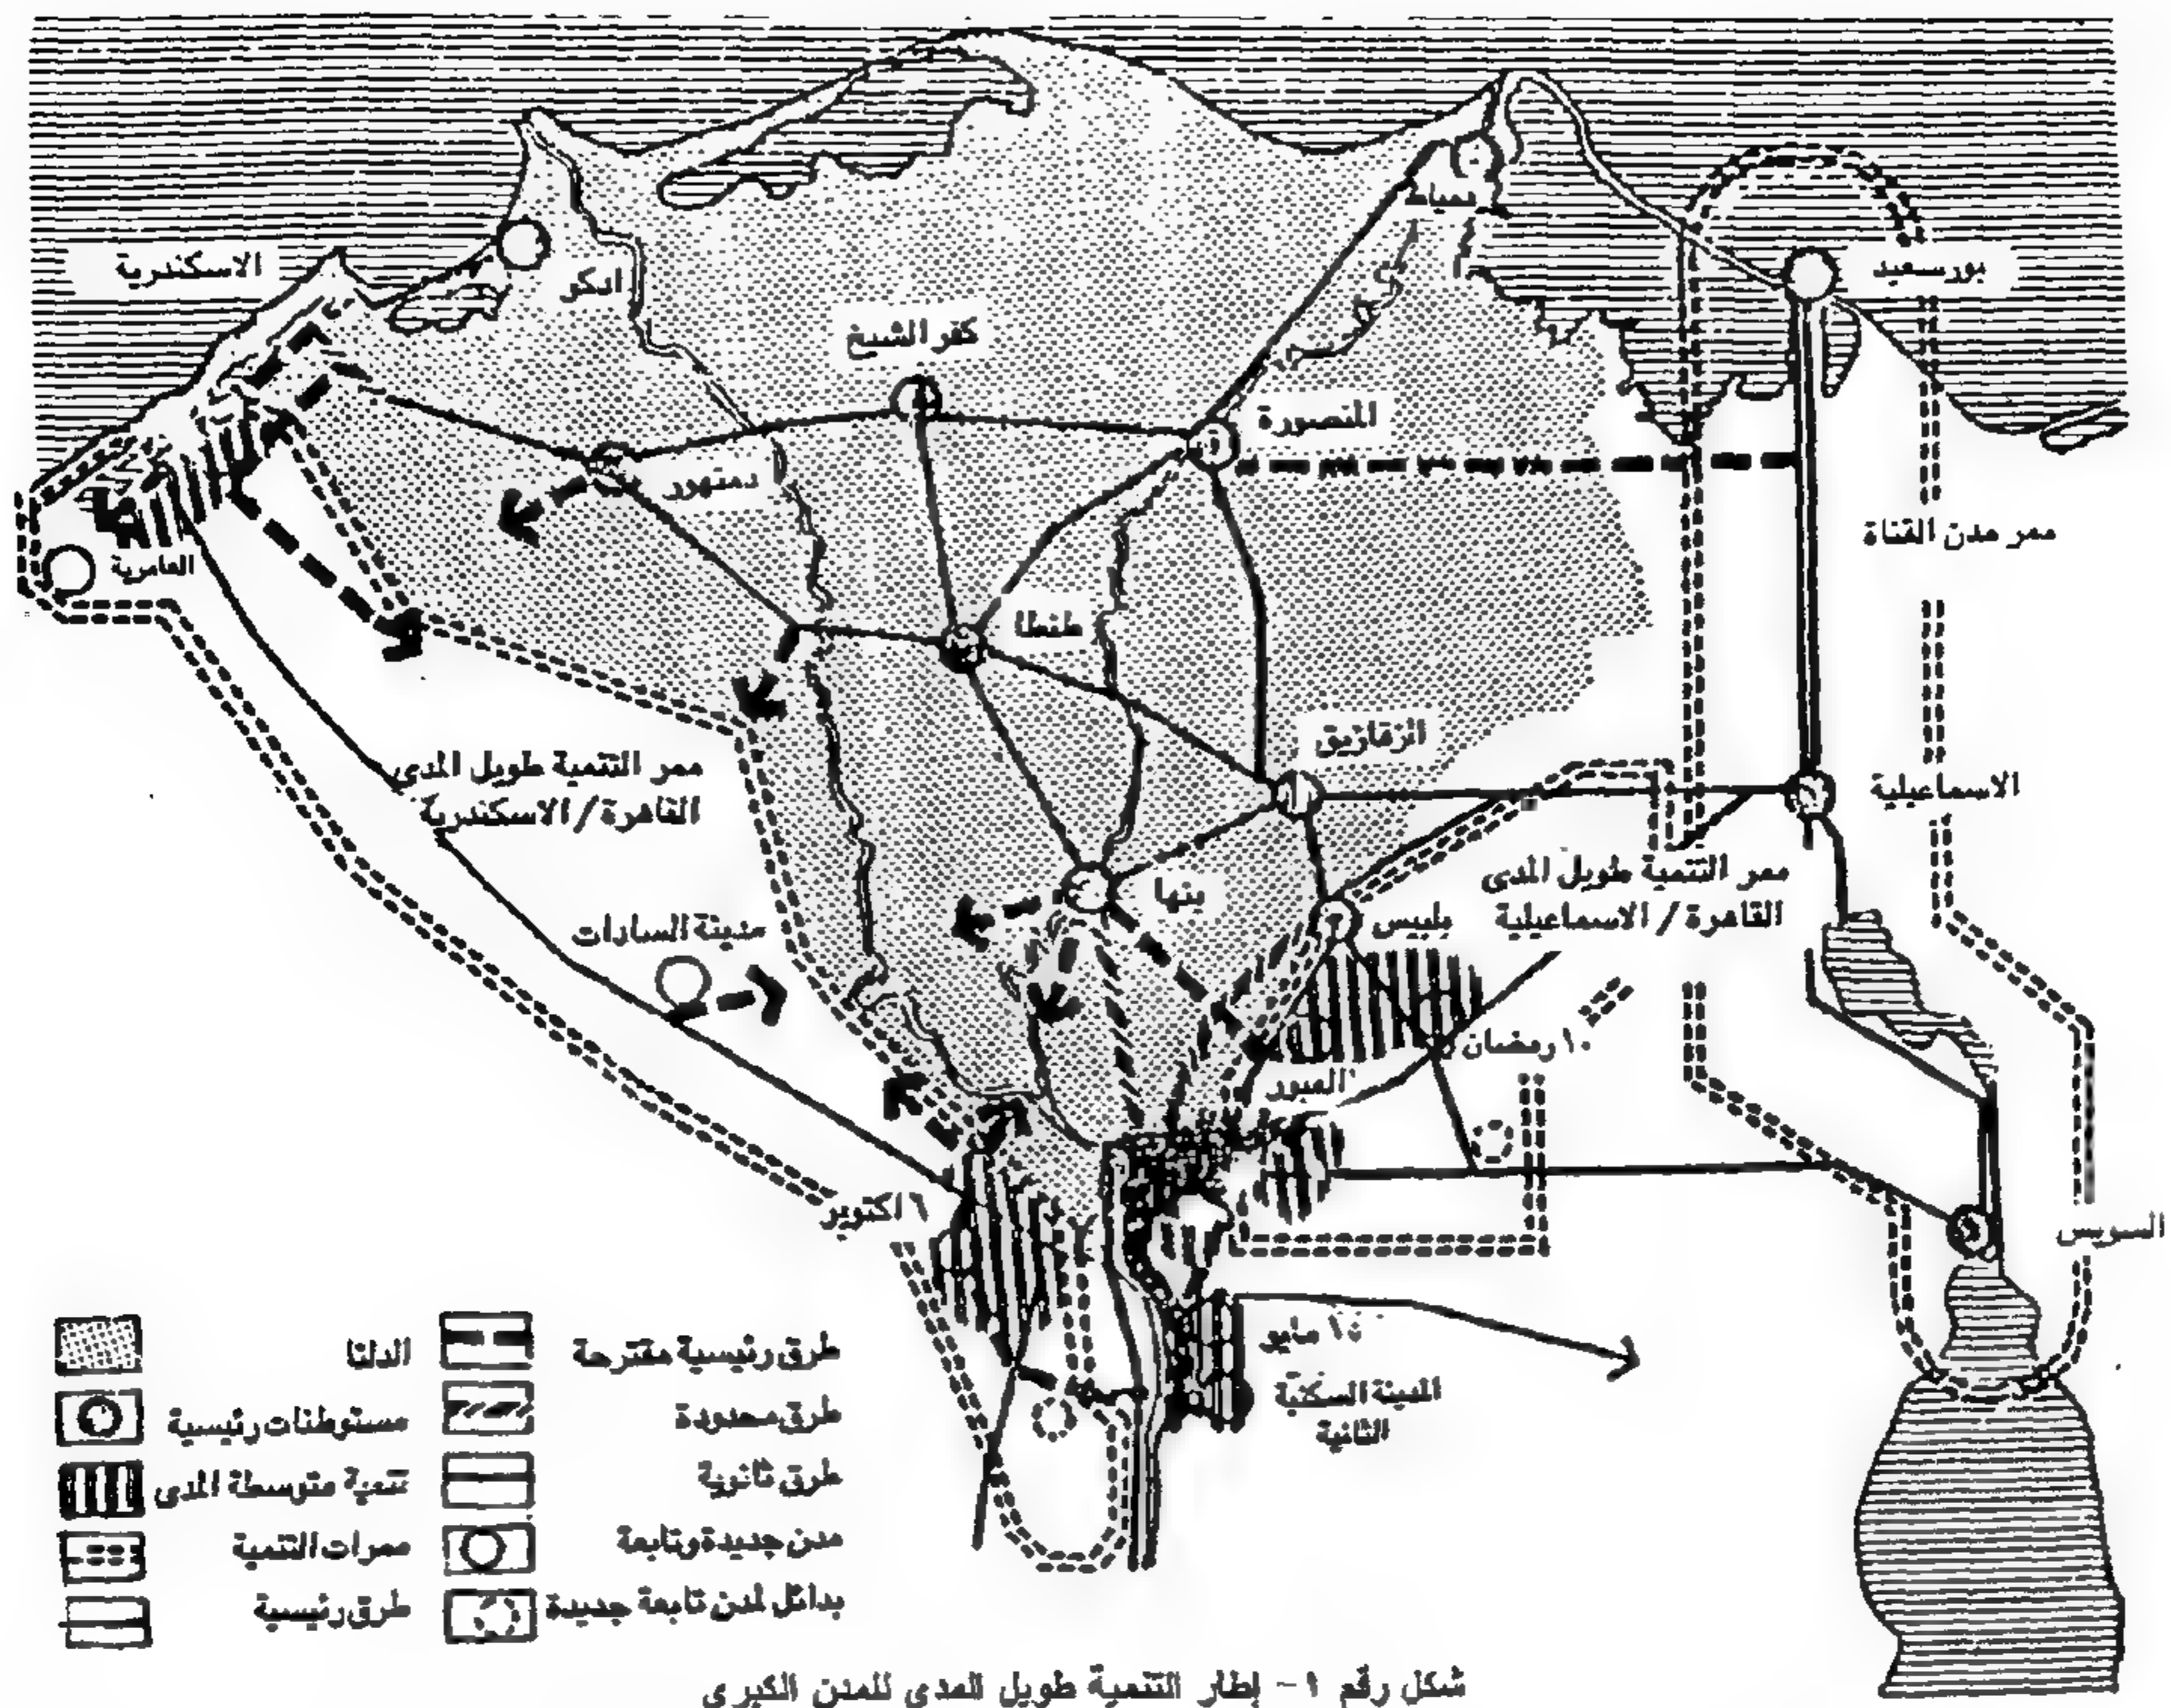 الاسكندرية
ادكو
كفر الشيخ
دمياط
بورسعيد
المنصورة
دمنهور
ممر مدن القناة
العامرية
طنطا
الزقازيق
ممر التنمية طويل المدى
القاهرة / الاسكندرية
الاسماعيلية
ممر التنمية طويل المدى
القاهرة / الاسماعيلية
بنها
بلبيس
مدينة السادات
١٠ رمضان
العبور
٦ اكتوبر
السويس
١٥ مايو
المدينة السكنية
الثانية
الدلتا
مستوطنات رئيسية
تنمية متوسطة المدى
ممرات التنمية
طرق رئيسية
طرق رئيسية مقترحة
طرق محدودة
طرق ثانوية
مدن جديدة وتابعة
بدائل لمدن تابعة جديدة
شكل رقم ١ - إطار التنمية طويل المدى للمدن الكبرى